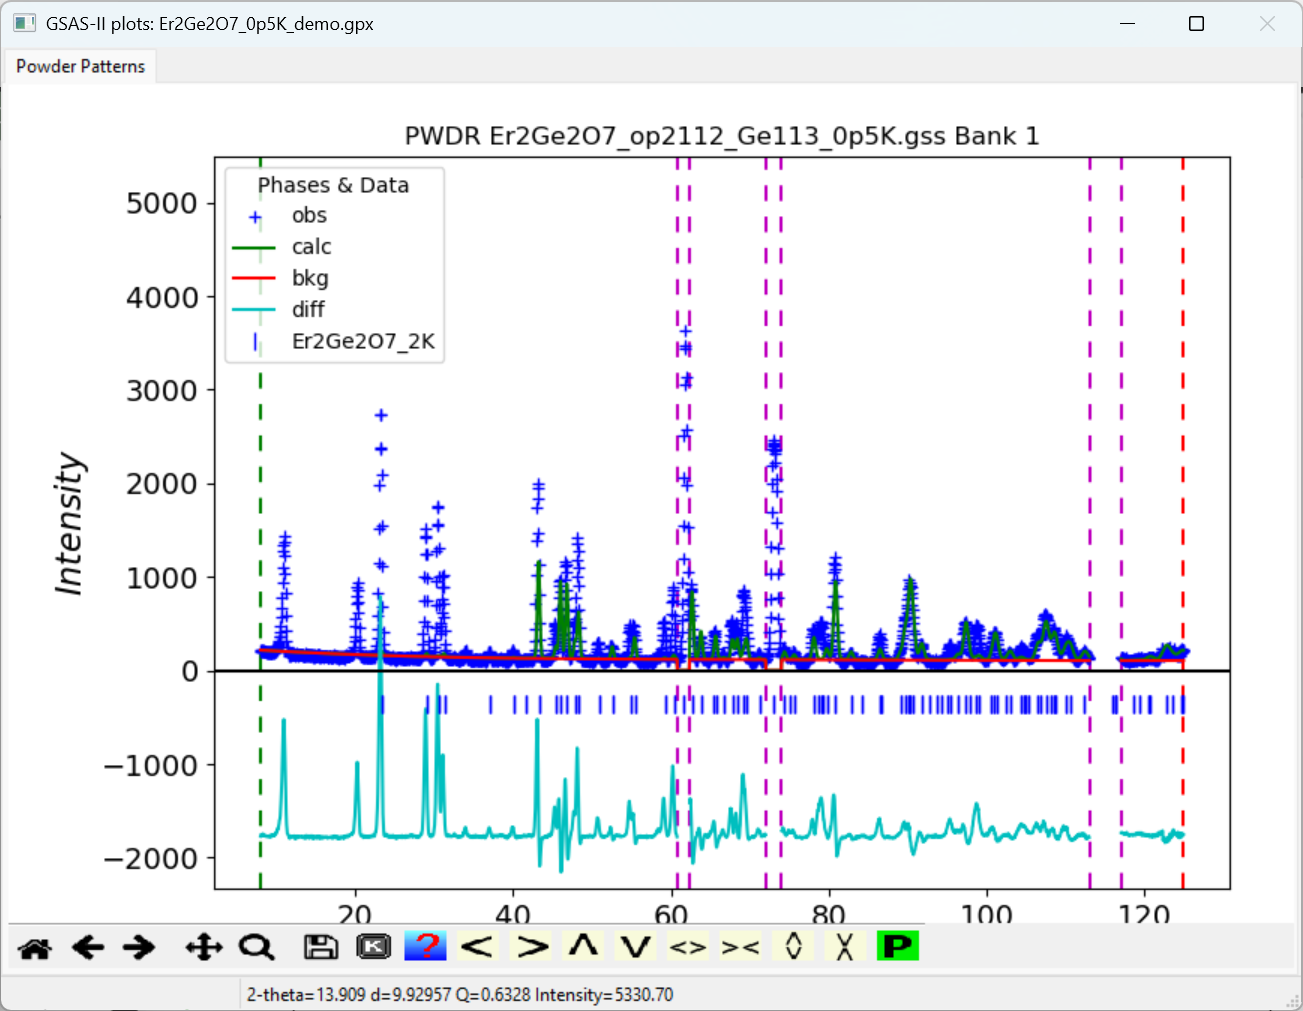 GSAS-II plots: Er2Ge2O7_0p5K_demo.gpx
Powder Patterns
PWDR Er2Ge2O7_op2112_Ge113_0p5K.gss Bank 1
Phases & Data
obs
calc
bkg
diff
Er2Ge2O7_2K
5000
4000
3000
2000
1000
0
−1000
−2000
Intensity
20 40 60 80 100 120
K ? < > Λ V <> >< P
2-theta=13.909 d=9.92957 Q=0.6328 Intensity=5330.70